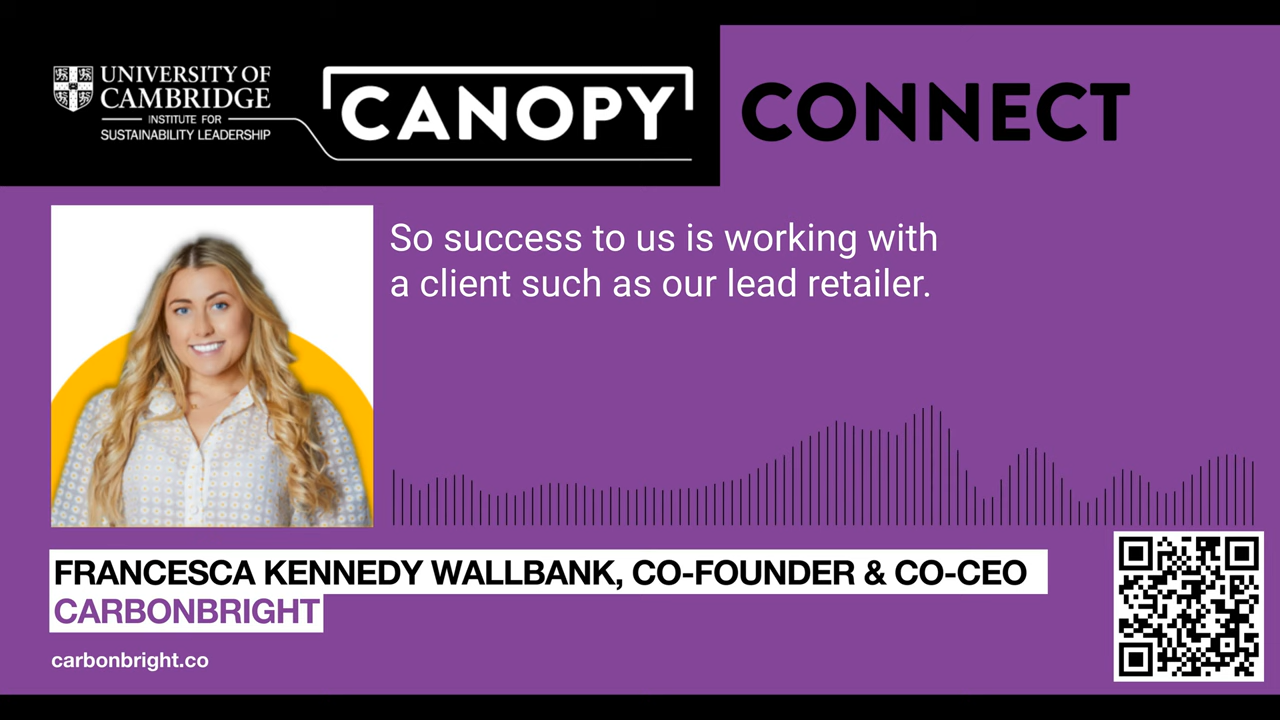 UNIVERSITY OF
CAMBRIDGE
INSTITUTE FOR
SUSTAINABILITY LEADERSHIP
CANOPY
CONNECT
So success to us is working with
a client such as our lead retailer.
FRANCESCA KENNEDY WALLBANK, CO-FOUNDER & CO-CEO
CARBONBRIGHT
carbonbright.co